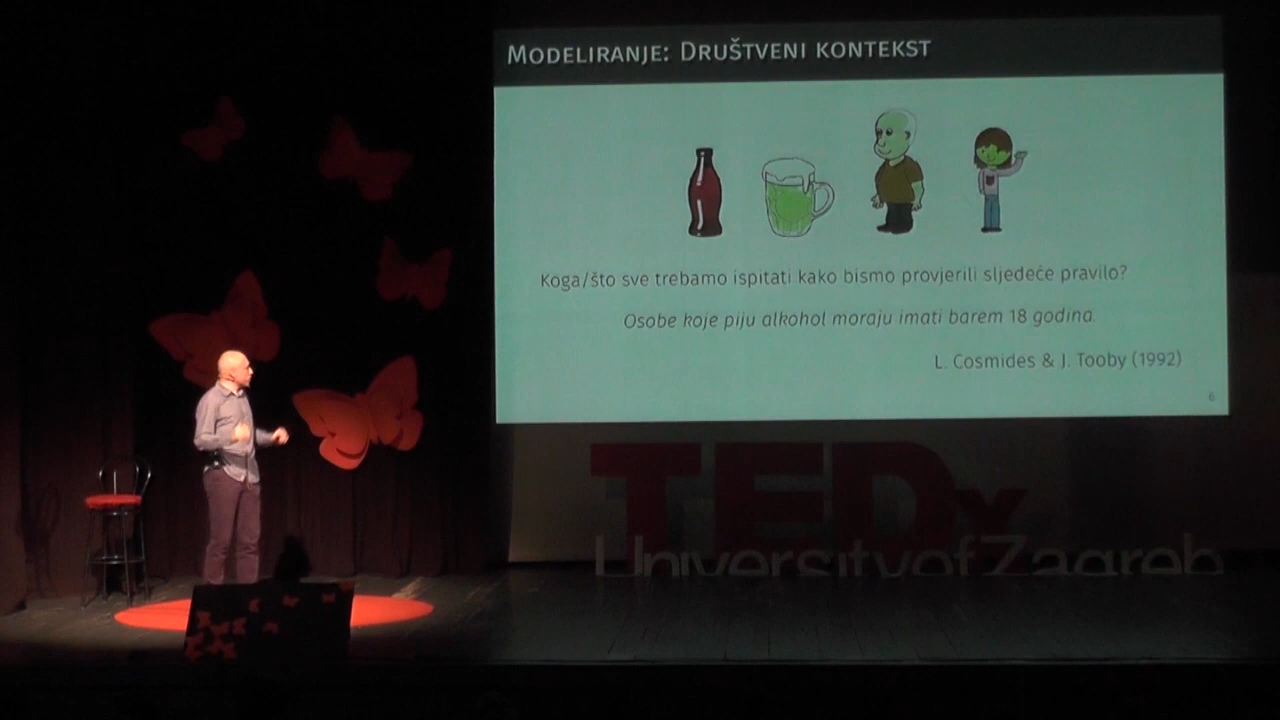 MODELIRANJE: DRUŠTVENI KONTEKST
Koga/što sve trebamo ispitati kako bismo provjerili sljedeće pravilo?
Osobe koje piju alkohol moraju imati barem 18 godina.
L. Cosmides & J. Tooby (1992)
6
TEDx
UniversityofZagreb